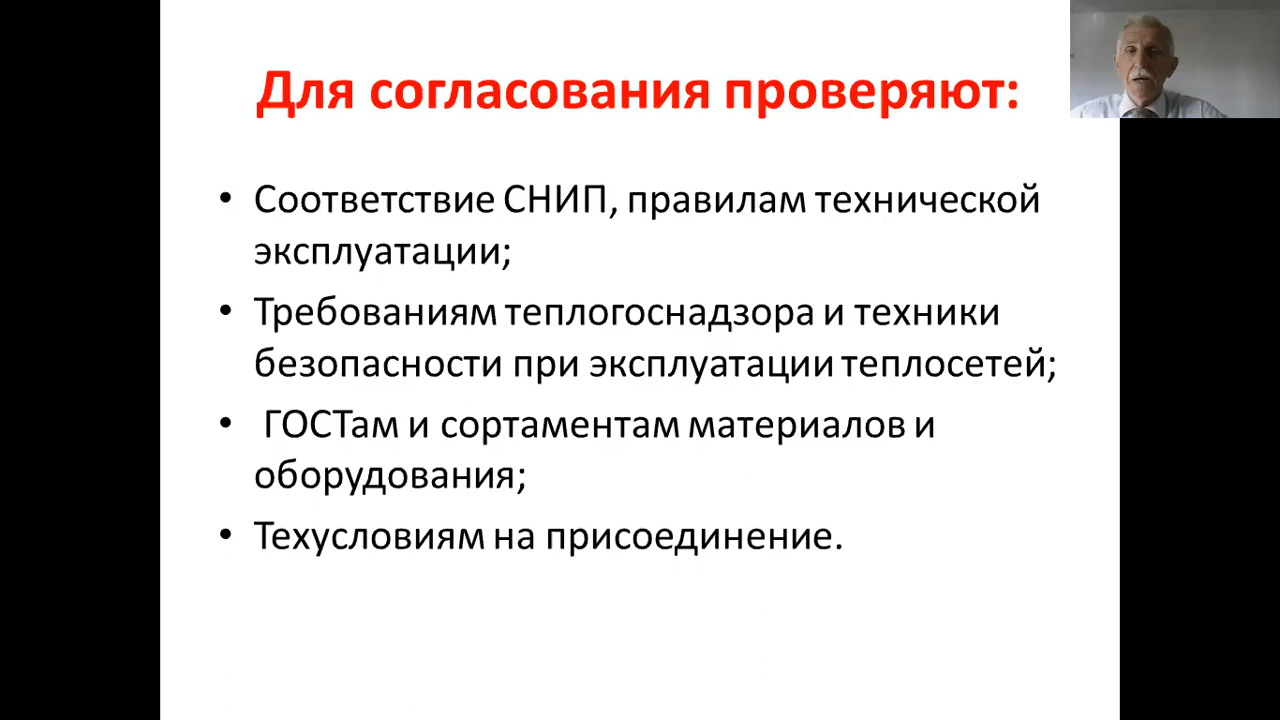 Для согласования проверяют:
• Соответствие СНИП, правилам технической
эксплуатации;
• Требованиям теплогоснадзора и техники
безопасности при эксплуатации теплосетей;
• ГОСТам и сортаментам материалов и
оборудования;
• Техусловиям на присоединение.